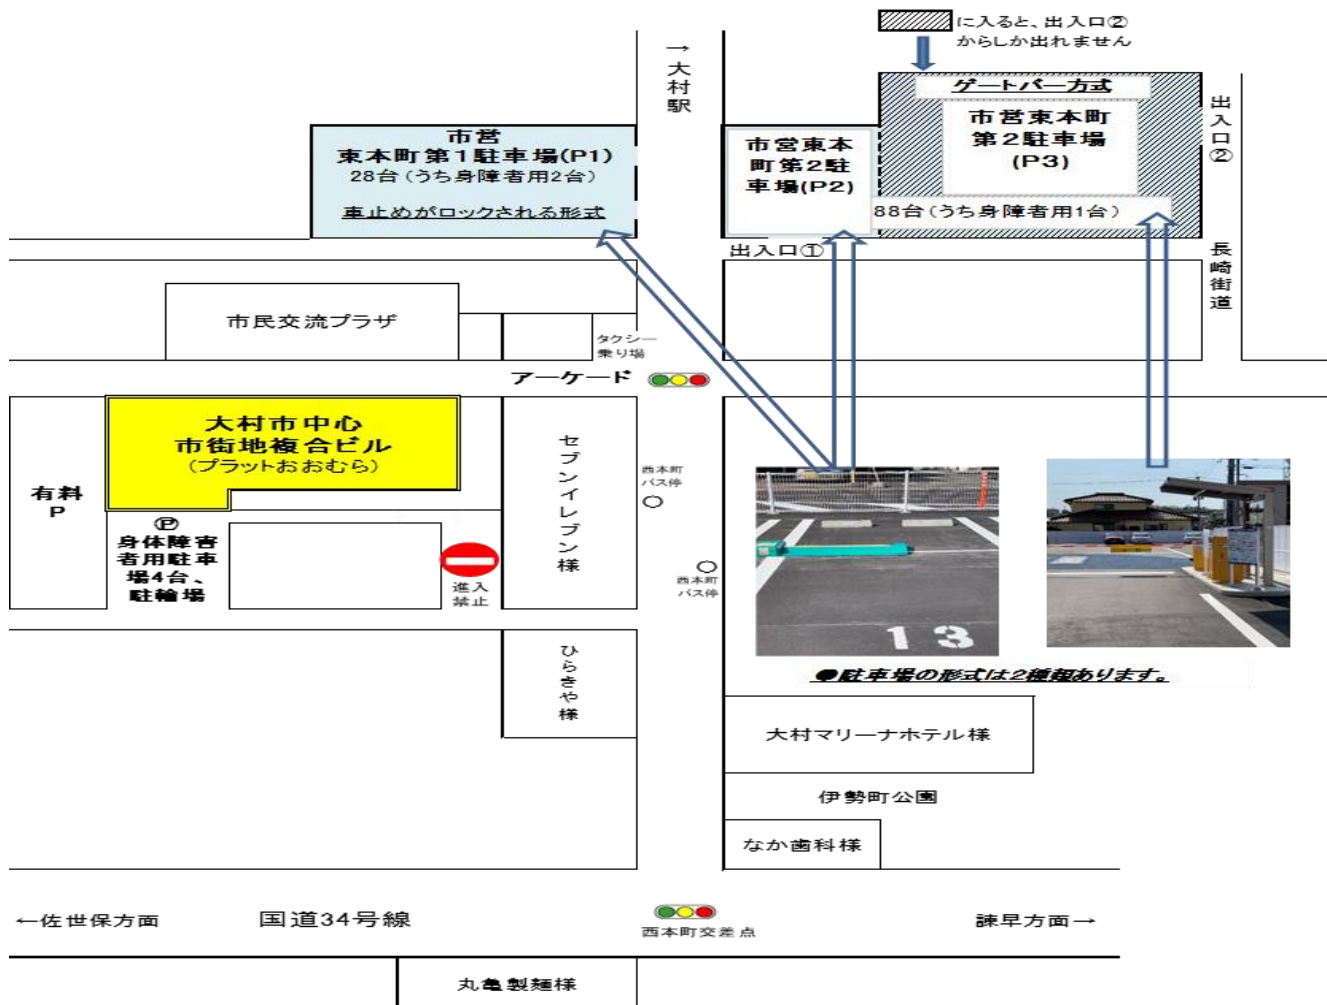 に入ると、出入口②
からしか出れません
→
大村駅
ゲートバー方式
市営東本町
第2駐車場
(P3)
出入口②
市営
東本町第1駐車場(P1)
28台(うち身障者用2台)
車止めがロックされる形式
市営東本
町第2駐
車場(P2)
88台(うち身障者用1台)
出入口①
長崎街道
市民交流プラザ
タクシー
乗り場
アーケード
大村市中心
市街地複合ビル
(プラットおおむら)
有料
P
Ⓟ
身体障害
者用駐車
場4台、
駐輪場
進入
禁止
セブンイレブン様
西本町
バス停
西本町
バス停
13
●駐車場の形式は2種類あります。
ひらきや様
大村マリーナホテル様
伊勢町公園
なか歯科様
←佐世保方面
国道34号線
西本町交差点
諫早方面→
丸亀製麺様